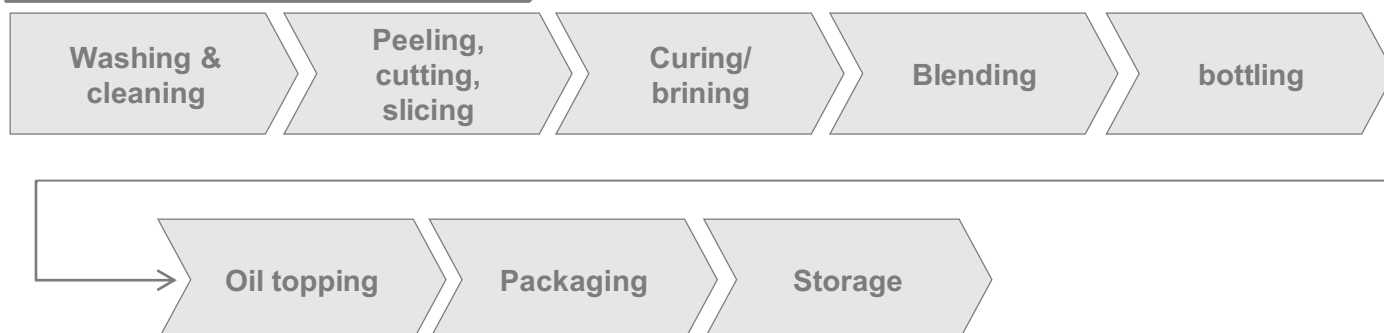 Washing &
cleaning
Peeling,
cutting,
slicing
Curing/
brining
Blending
bottling
Oil topping
Packaging
Storage